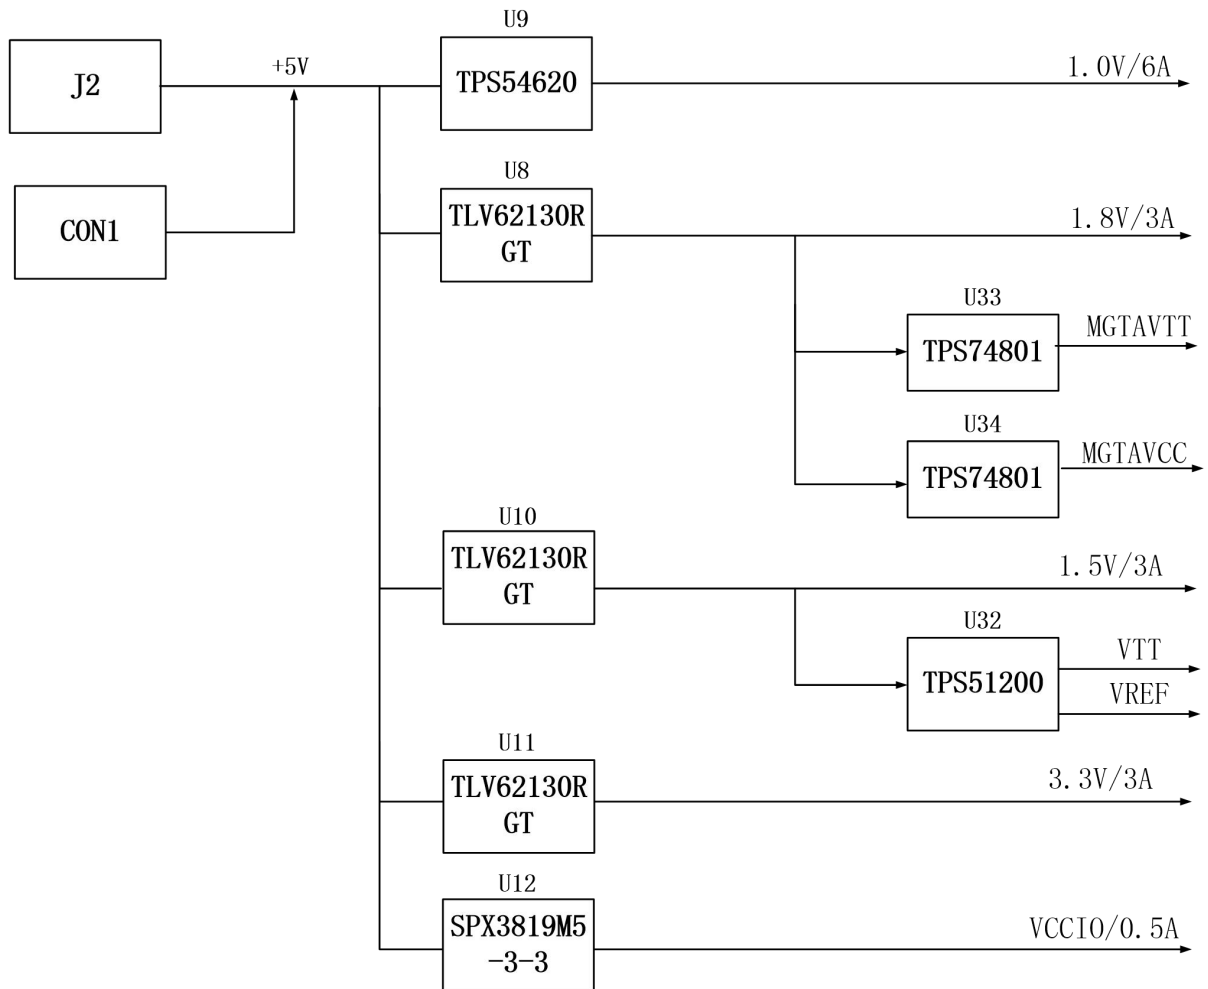 U9
J2
+5V
TPS54620
1.0V/6A
U8
CON1
TLV62130R
GT
1.8V/3A
U33
TPS74801
MGTAVTT
U34
TPS74801
MGTAVCC
U10
TLV62130R
GT
1.5V/3A
U32
TPS51200
VTT
VREF
U11
TLV62130R
GT
3.3V/3A
U12
SPX3819M5
-3-3
VCCIO/0.5A